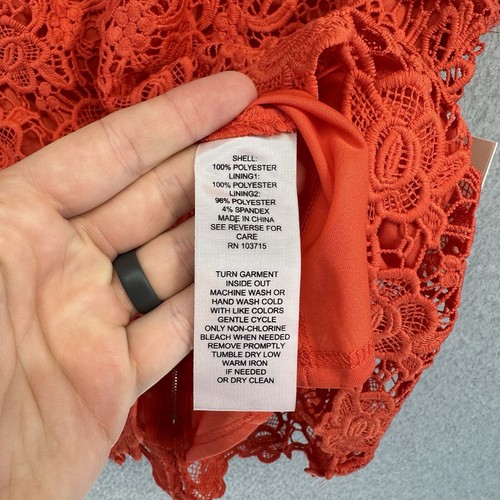 SHELL:
100% POLYESTER
LINING1:
100% POLYESTER
LINING2:
96% POLYESTER
4% SPANDEX
MADE IN CHINA
SEE REVERSE FOR
CARE
RN 103715
TURN GARMENT
INSIDE OUT
MACHINE WASH OR
HAND WASH COLD
WITH LIKE COLORS
GENTLE CYCLE
ONLY NON-CHLORINE
BLEACH WHEN NEEDED
REMOVE PROMPTLY
TUMBLE DRY LOW
WARM IRON
IF NEEDED
OR DRY CLEAN